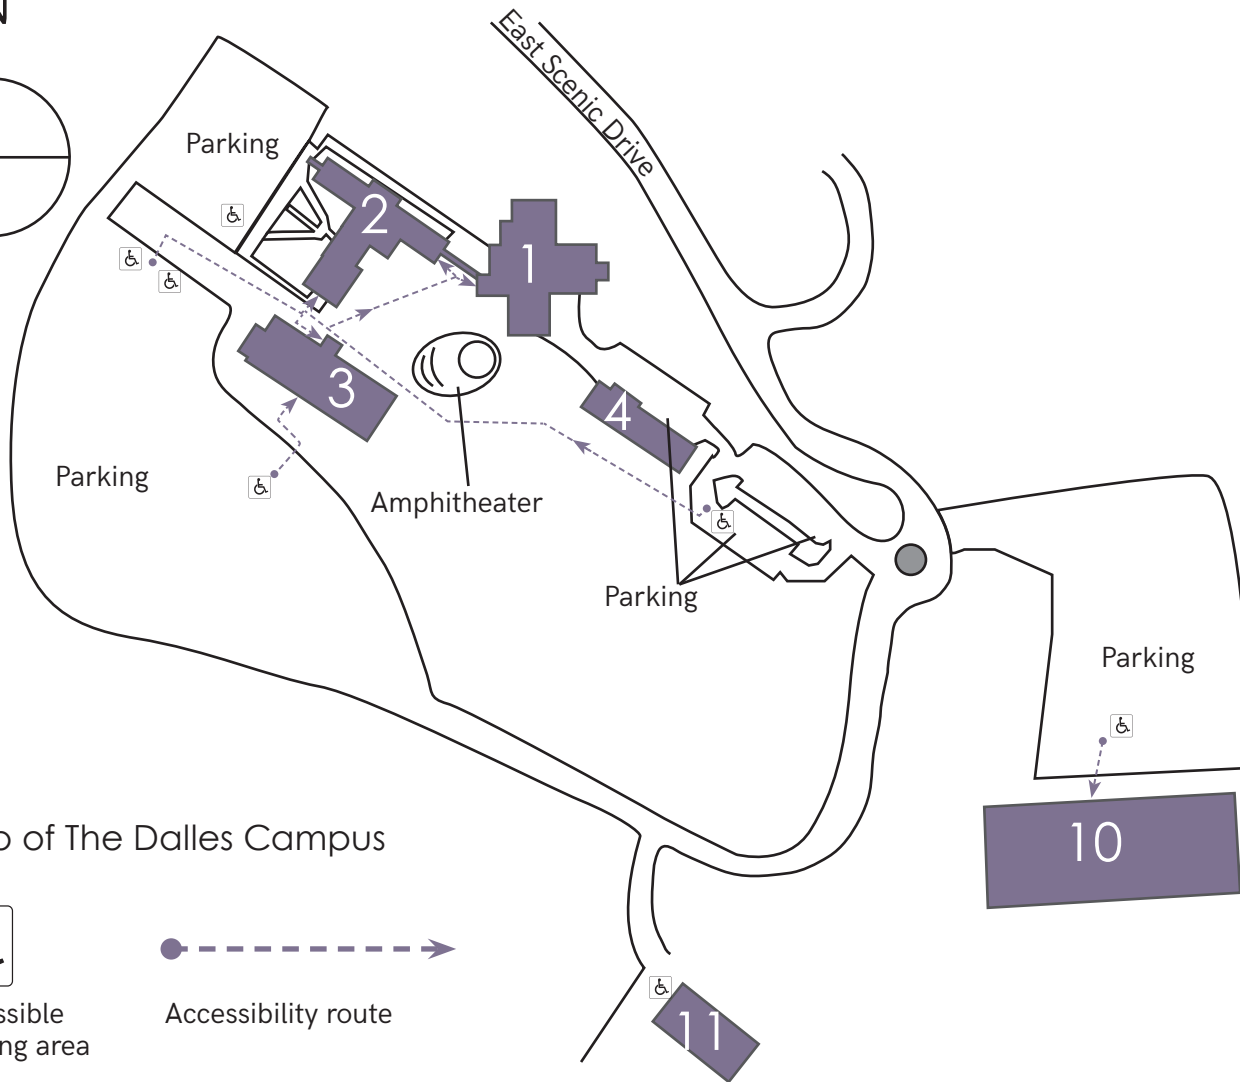 N
East Scenic Drive
Parking
2
1
3
4
Parking
Amphitheater
Parking
Parking
10
p of The Dalles Campus
Accessibility route
ssible
ng area
11